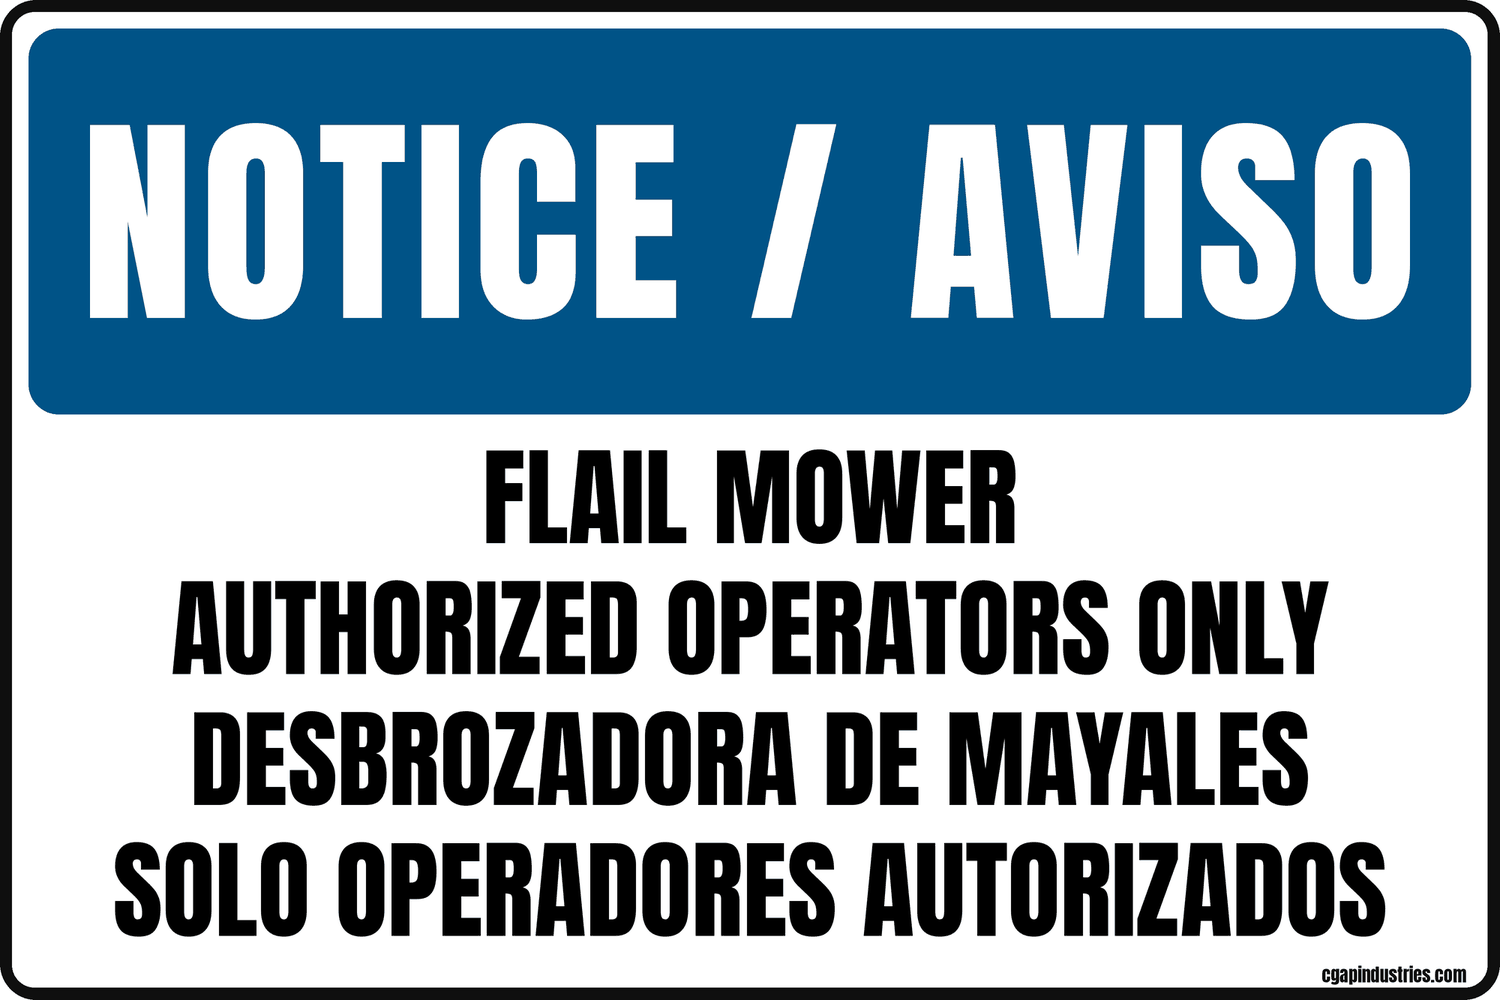 NOTICE / AVISO
FLAIL MOWER
AUTHORIZED OPERATORS ONLY
DESBROZADORA DE MAYALES
SOLO OPERADORES AUTORIZADOS
cgapindustries.com